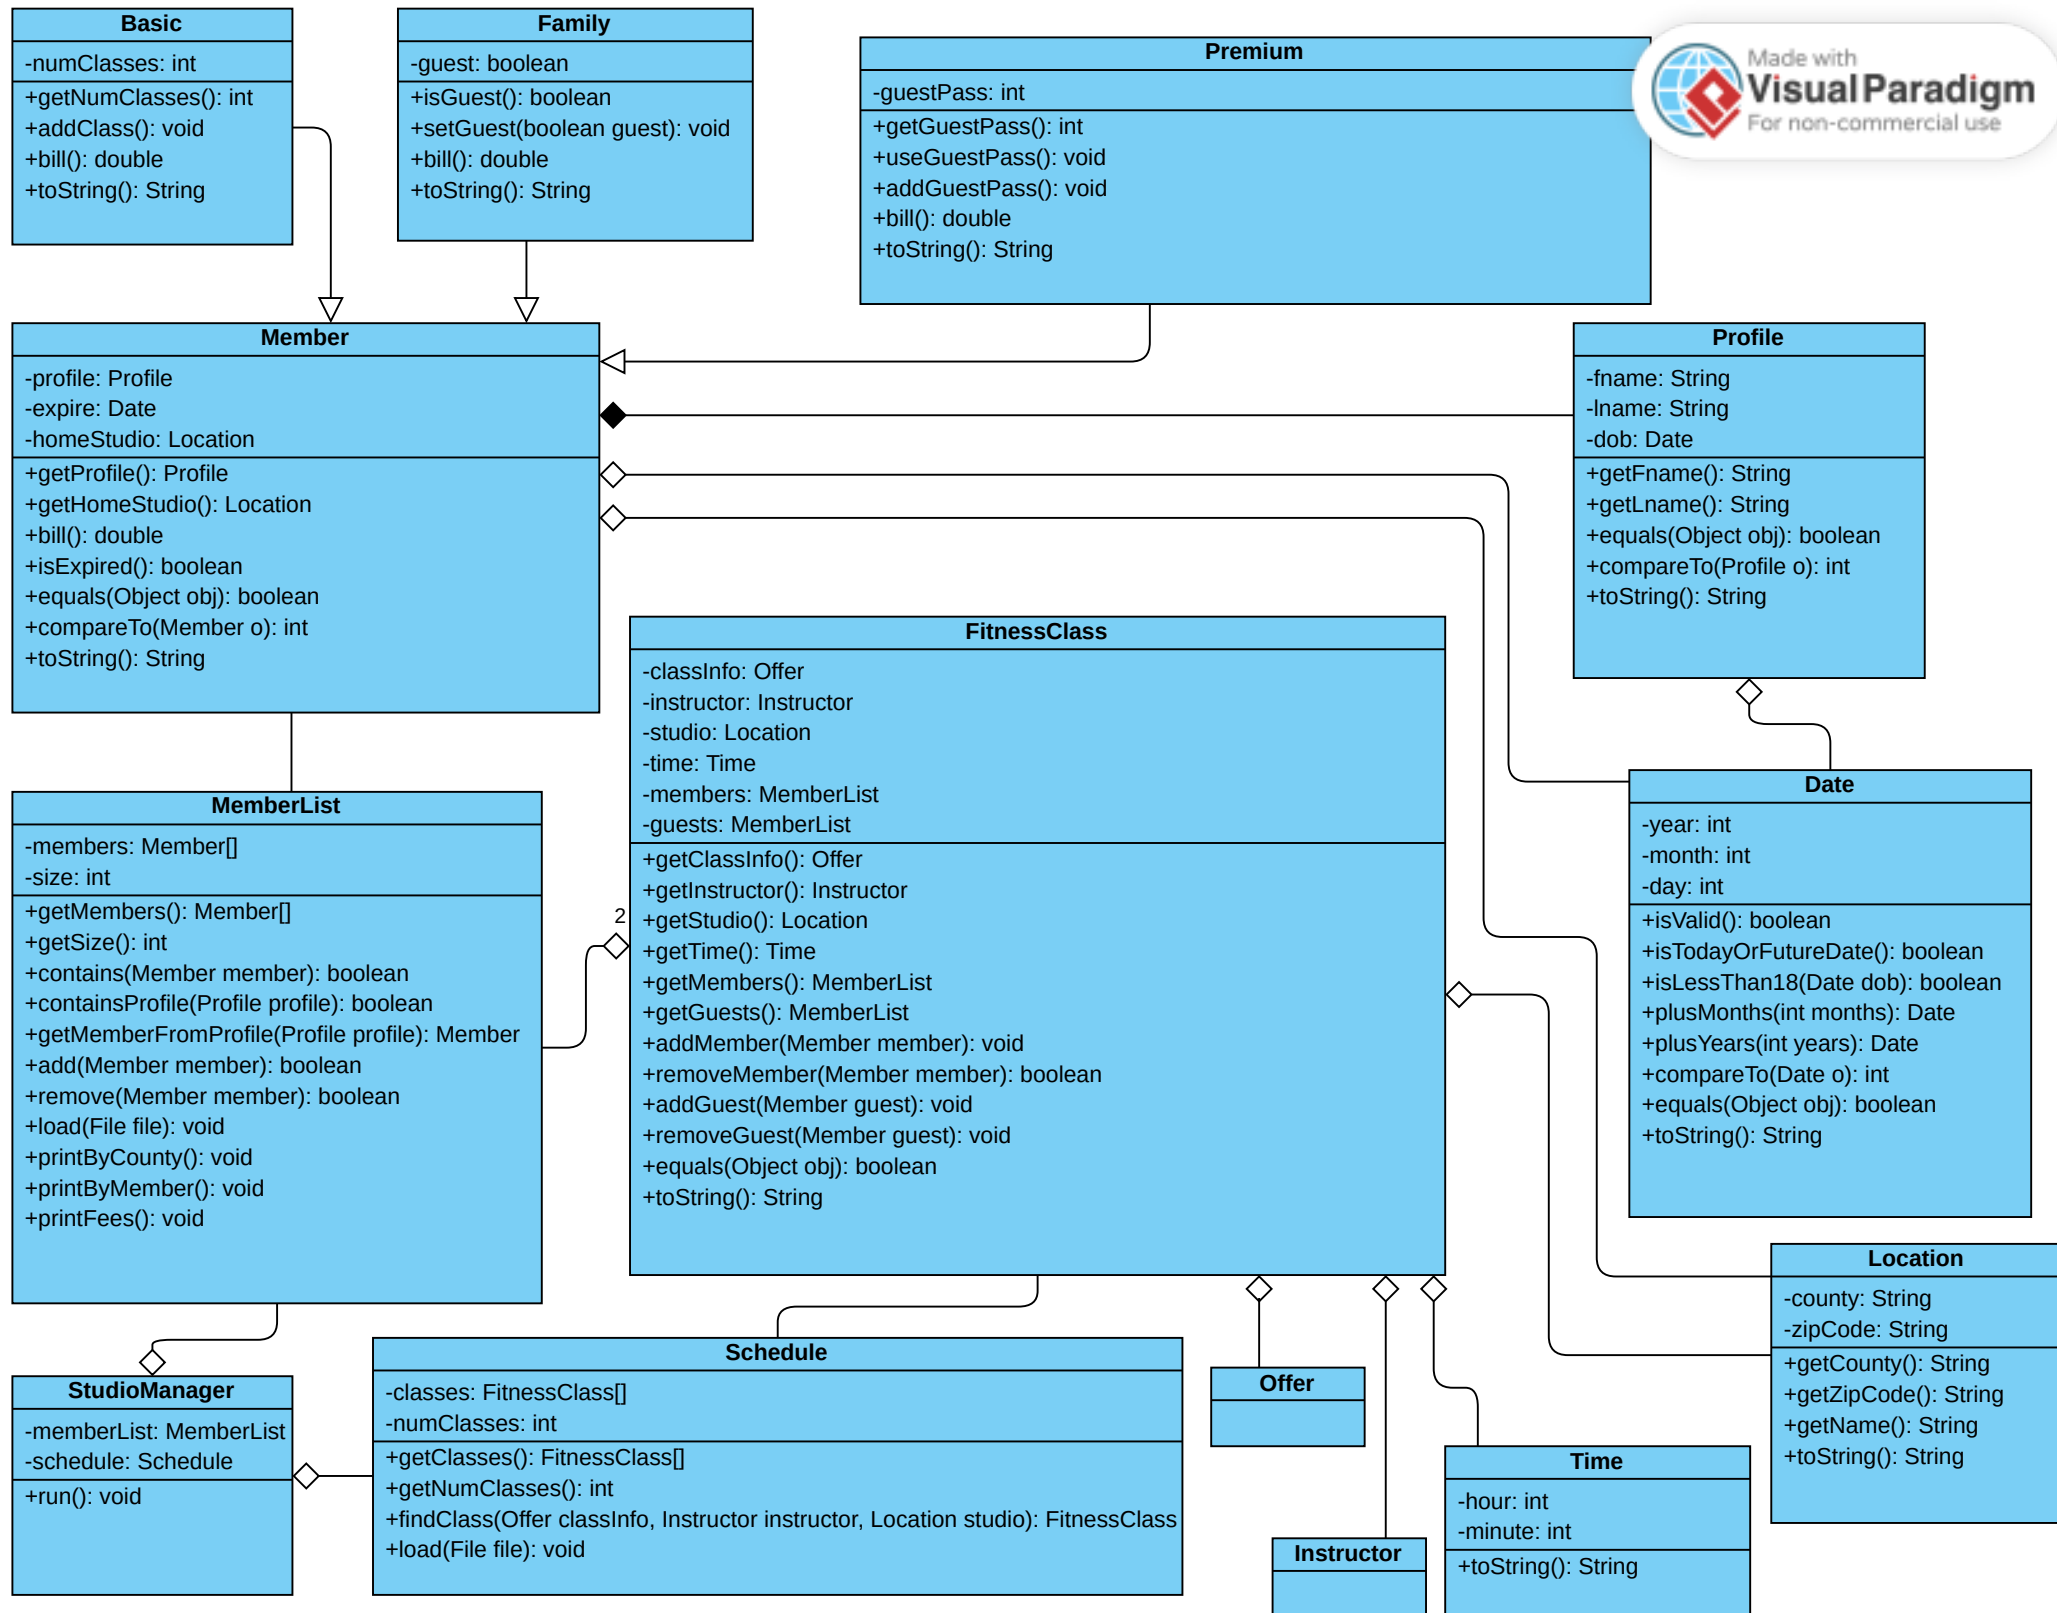 Basic
-numClasses: int
+getNumClasses(): int
+addClass(): void
+bill(): double
+toString(): String
Family
-guest: boolean
+isGuest(): boolean
+setGuest(boolean guest): void
+bill(): double
+toString(): String
Premium
-guestPass: int
+getGuestPass(): int
+useGuestPass(): void
+addGuestPass(): void
+bill(): double
+toString(): String
Made with
Visual Paradigm
For non-commercial use
Member
-profile: Profile
-expire: Date
-homeStudio: Location
+getProfile(): Profile
+getHomeStudio(): Location
+bill(): double
+isExpired(): boolean
+equals(Object obj): boolean
+compareTo(Member o): int
+toString(): String
Profile
-fname: String
-lname: String
-dob: Date
+getFname(): String
+getLname(): String
+equals(Object obj): boolean
+compareTo(Profile o): int
+toString(): String
FitnessClass
-classInfo: Offer
-instructor: Instructor
-studio: Location
-time: Time
-members: MemberList
-guests: MemberList
+getClassInfo(): Offer
+getInstructor(): Instructor
+getStudio(): Location
+getTime(): Time
+getMembers(): MemberList
+getGuests(): MemberList
+addMember(Member member): void
+removeMember(Member member): boolean
+addGuest(Member guest): void
+removeGuest(Member guest): void
+equals(Object obj): boolean
+toString(): String
2
MemberList
-members: Member[]
-size: int
+getMembers(): Member[]
+getSize(): int
+contains(Member member): boolean
+containsProfile(Profile profile): boolean
+getMemberFromProfile(Profile profile): Member
+add(Member member): boolean
+remove(Member member): boolean
+load(File file): void
+printByCounty(): void
+printByMember(): void
+printFees(): void
Date
-year: int
-month: int
-day: int
+isValid(): boolean
+isTodayOrFutureDate(): boolean
+isLessThan18(Date dob): boolean
+plusMonths(int months): Date
+plusYears(int years): Date
+compareTo(Date o): int
+equals(Object obj): boolean
+toString(): String
Location
-county: String
-zipCode: String
+getCounty(): String
+getZipCode(): String
+getName(): String
+toString(): String
StudioManager
-memberList: MemberList
-schedule: Schedule
+run(): void
Schedule
-classes: FitnessClass[]
-numClasses: int
+getClasses(): FitnessClass[]
+getNumClasses(): int
+findClass(Offer classInfo, Instructor instructor, Location studio): FitnessClass
+load(File file): void
Offer
Instructor
Time
-hour: int
-minute: int
+toString(): String